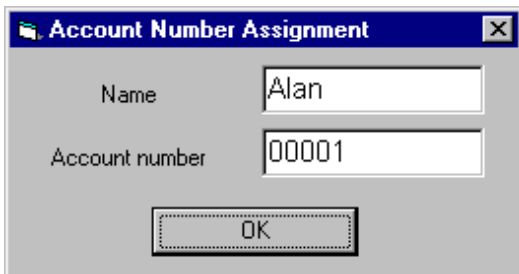 Account Number Assignment
Name Alan
Account number 00001
OK